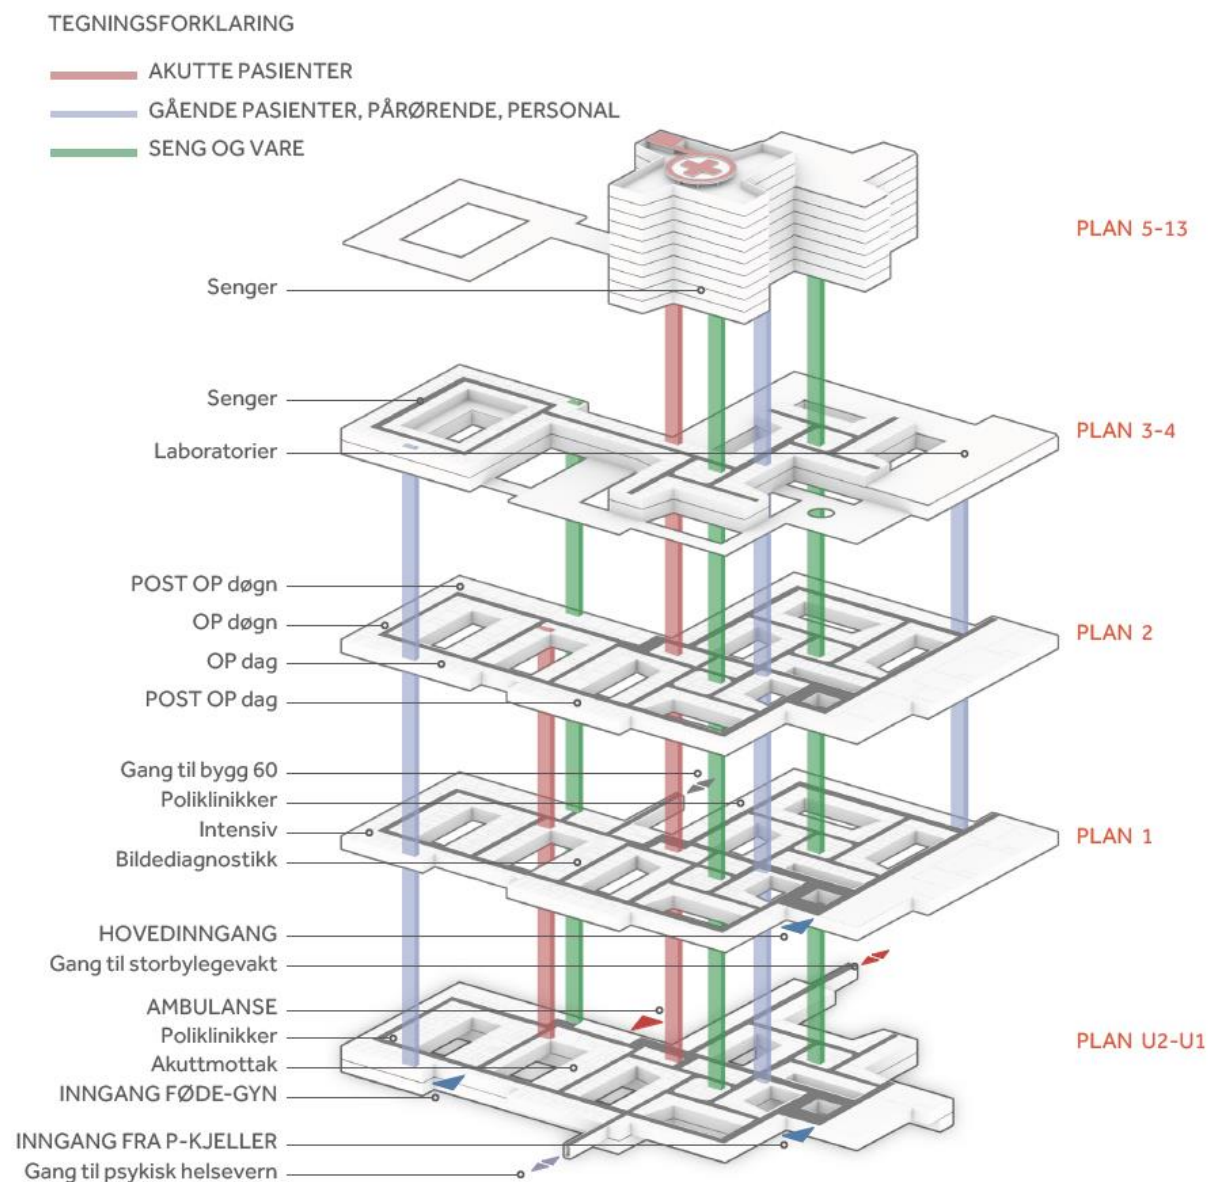 TEGNINGSFORKLARING
AKUTTE PASIENTER
GÅENDE PASIENTER, PÅRØRENDE, PERSONAL
SENG OG VARE
PLAN 5-13
Senger
Senger
PLAN 3-4
Laboratorier
POST OP døgn
OP døgn
PLAN 2
OP dag
POST OP dag
Gang til bygg 60
Poliklinikker
Intensiv
PLAN 1
Bildediagnostikk
HOVEDINNGANG
Gang til storbylegevakt
AMBULANSE
Poliklinikker
PLAN U2-U1
Akuttmottak
INNGANG FØDE-GYN
INNGANG FRA P-KJELLER
Gang til psykisk helsevern